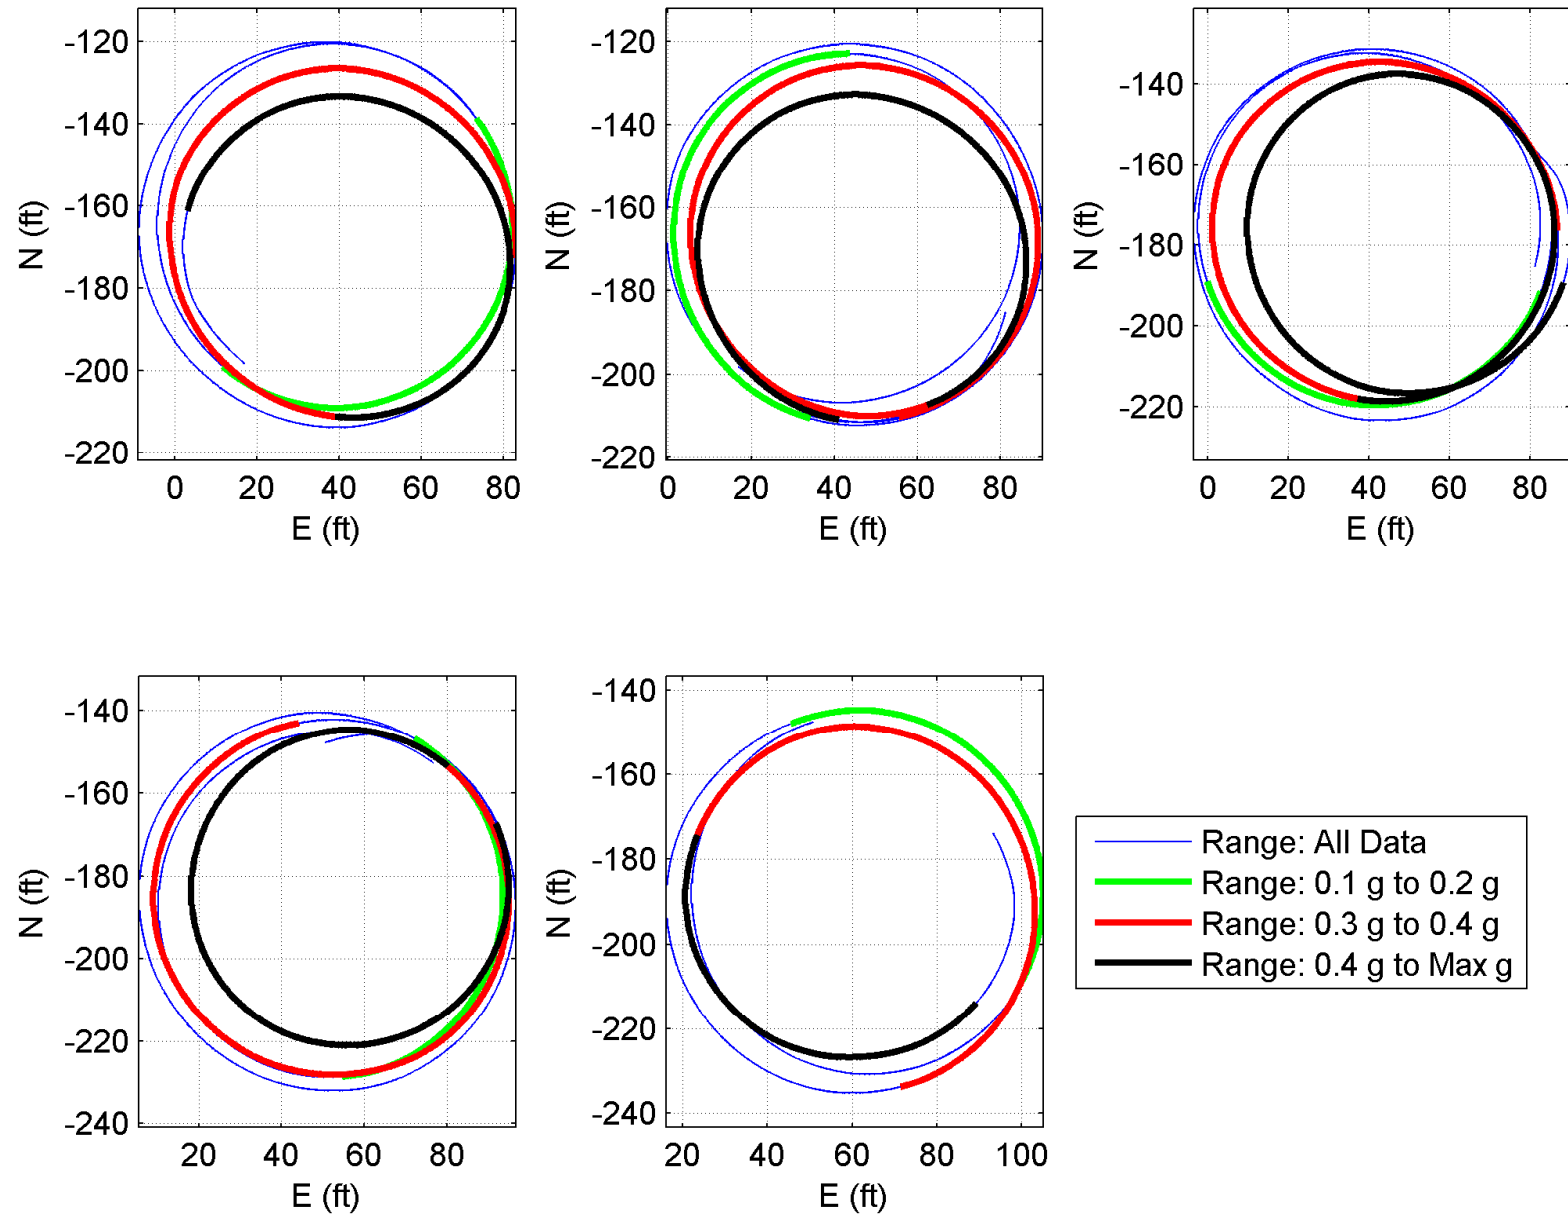 -120
-140
-160
-180
-200
-220
N (ft)
0 20 40 60 80
E (ft)
-120
-140
-160
-180
-200
-220
N (ft)
0 20 40 60 80
E (ft)
-140
-160
-180
-200
-220
N (ft)
0 20 40 60 80
E (ft)
-140
-160
-180
-200
-220
-240
N (ft)
20 40 60 80
E (ft)
-140
-160
-180
-200
-220
-240
N (ft)
20 40 60 80 100
E (ft)
Range: All Data
Range: 0.1 g to 0.2 g
Range: 0.3 g to 0.4 g
Range: 0.4 g to Max g